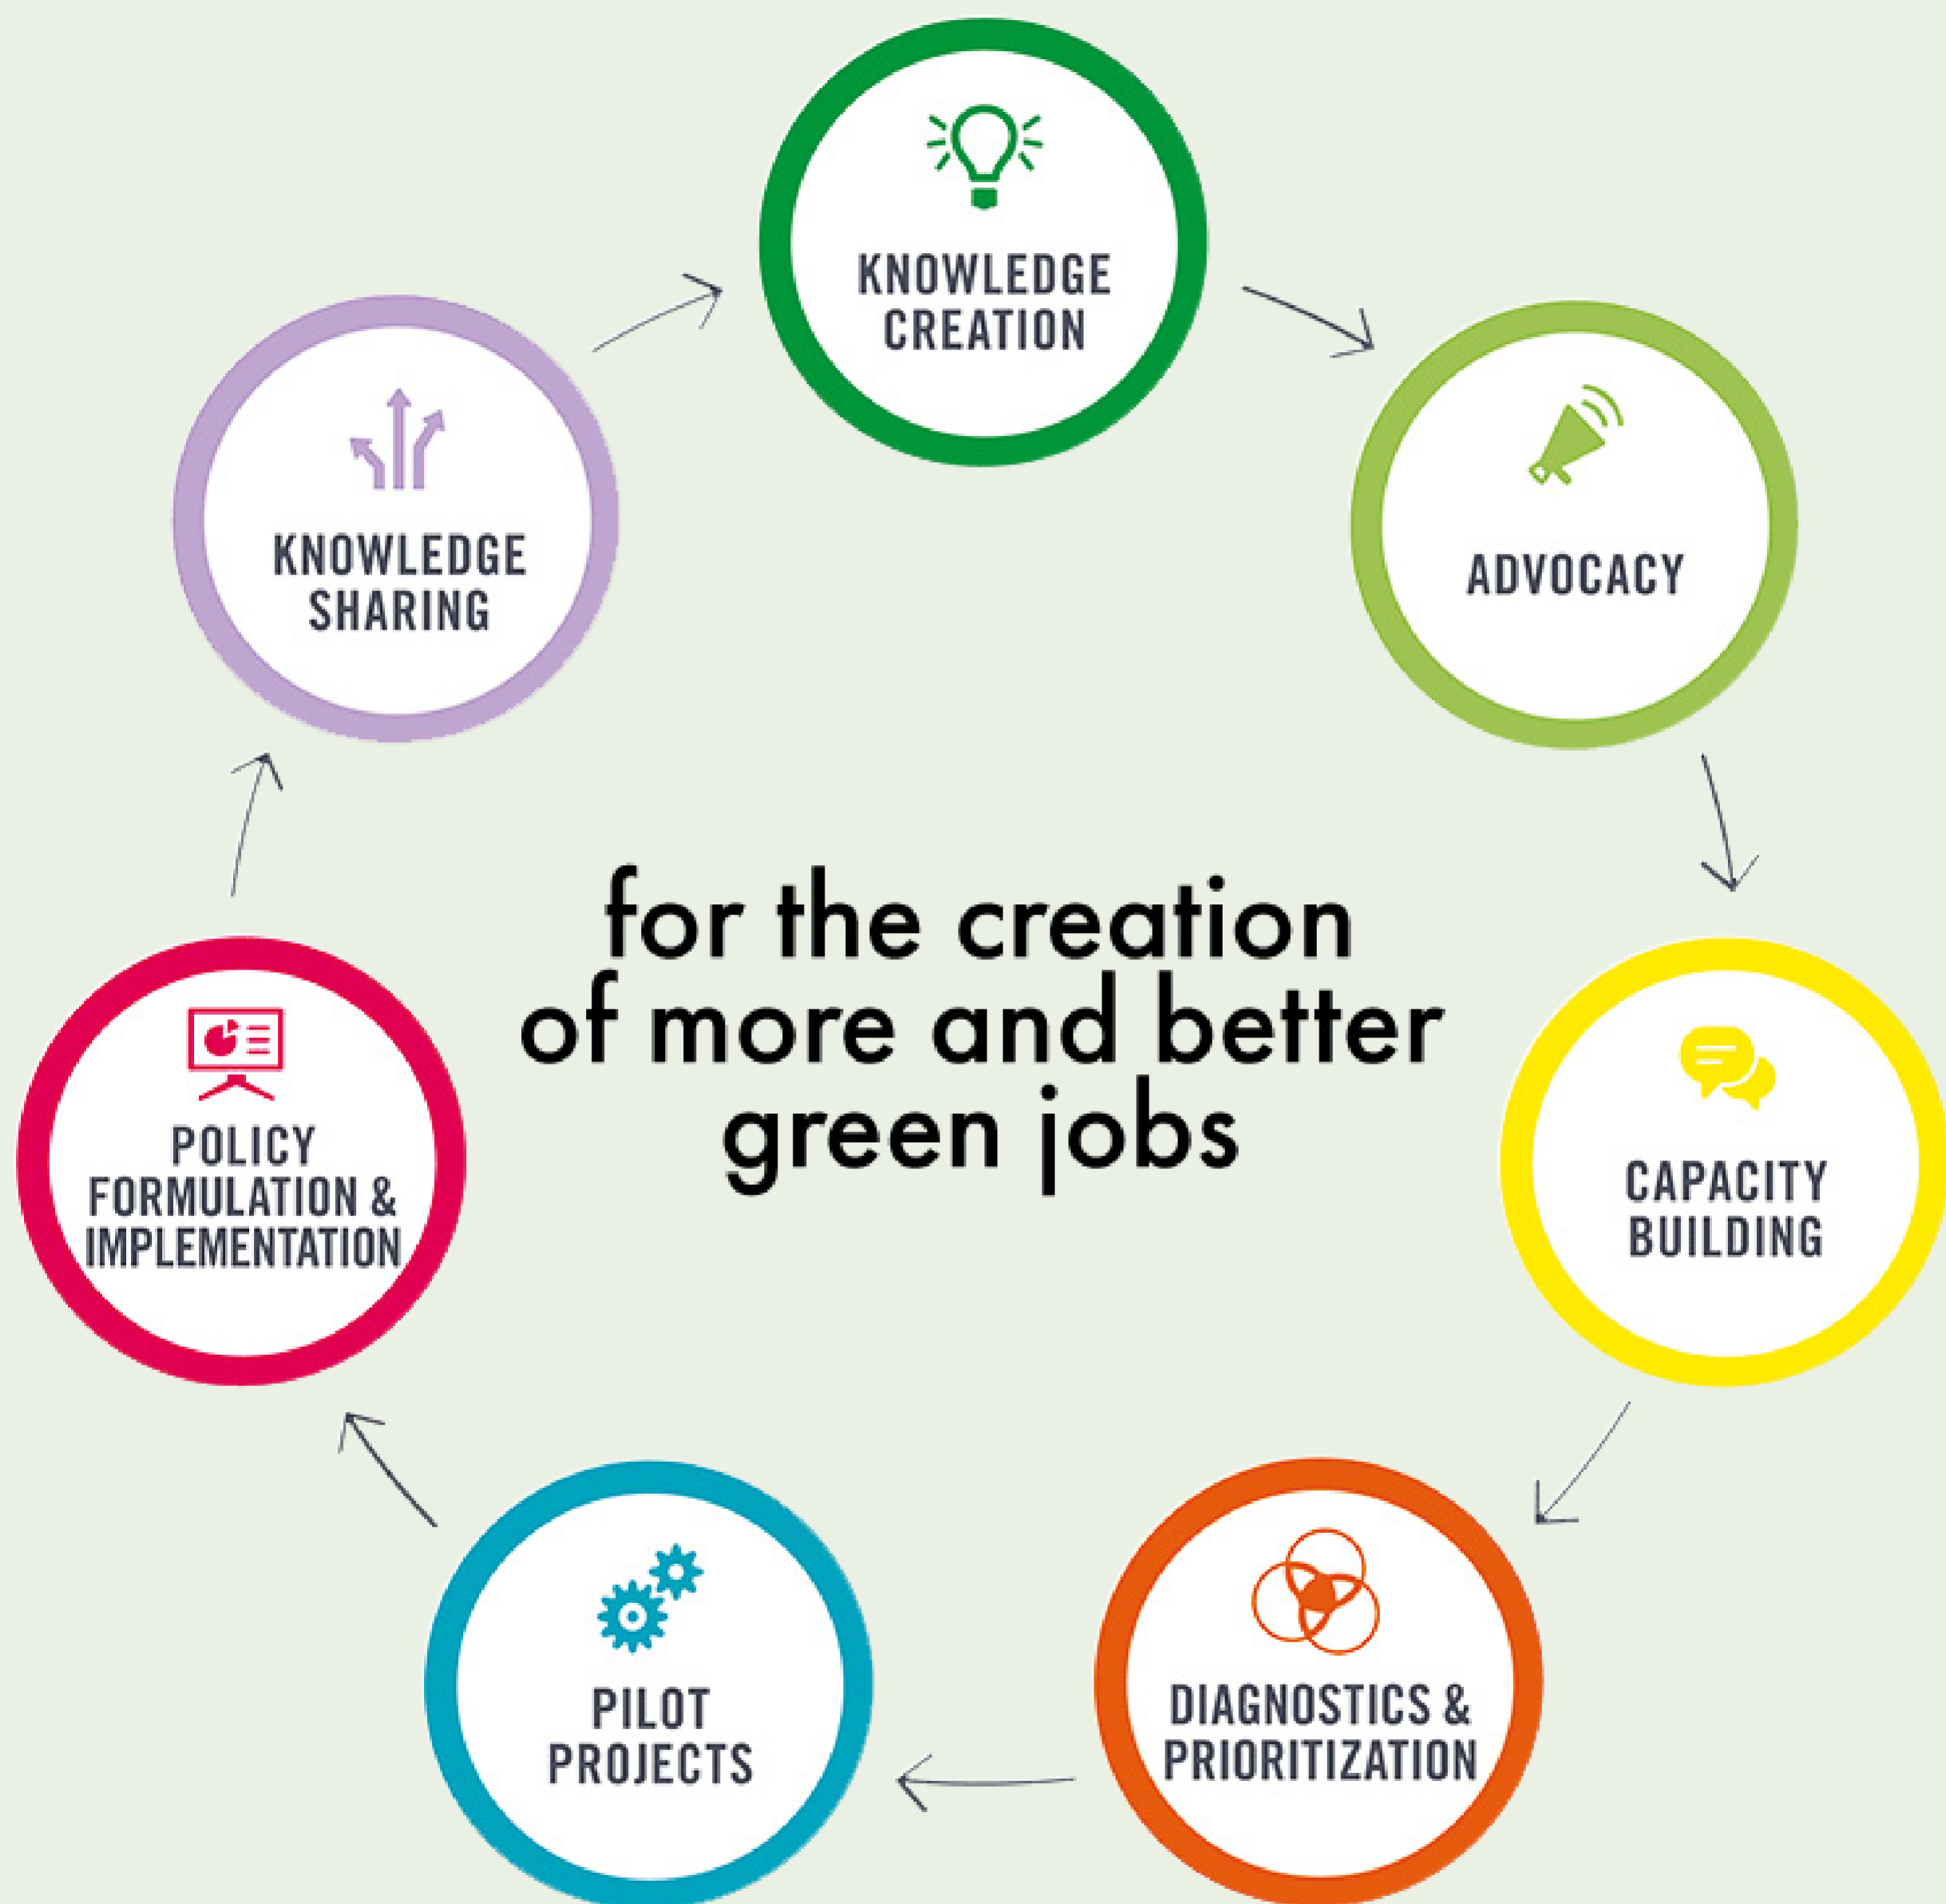 KNOWLEDGE
CREATION
ADVOCACY
CAPACITY
BUILDING
DIAGNOSTICS &
PRIORITIZATION
PILOT
PROJECTS
POLICY
FORMULATION &
IMPLEMENTATION
KNOWLEDGE
SHARING
for the creation
of more and better
green jobs